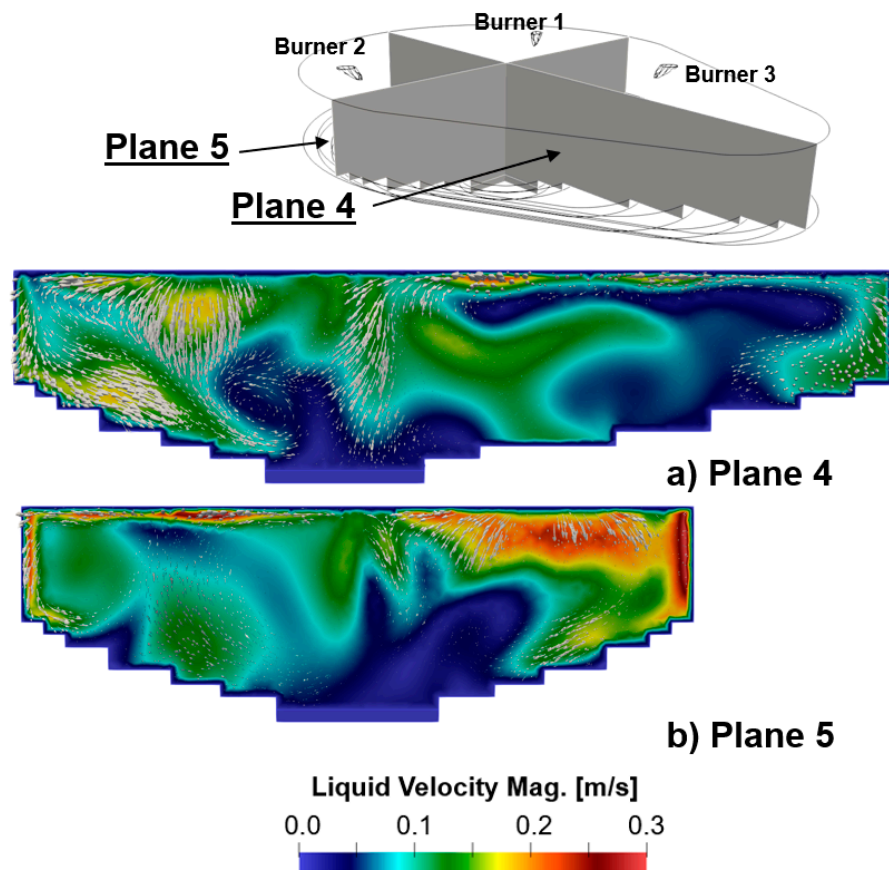 Burner 1
Burner 2
Burner 3
Plane 5
Plane 4
a) Plane 4
b) Plane 5
Liquid Velocity Mag. [m/s]
0.0 0.1 0.2 0.3